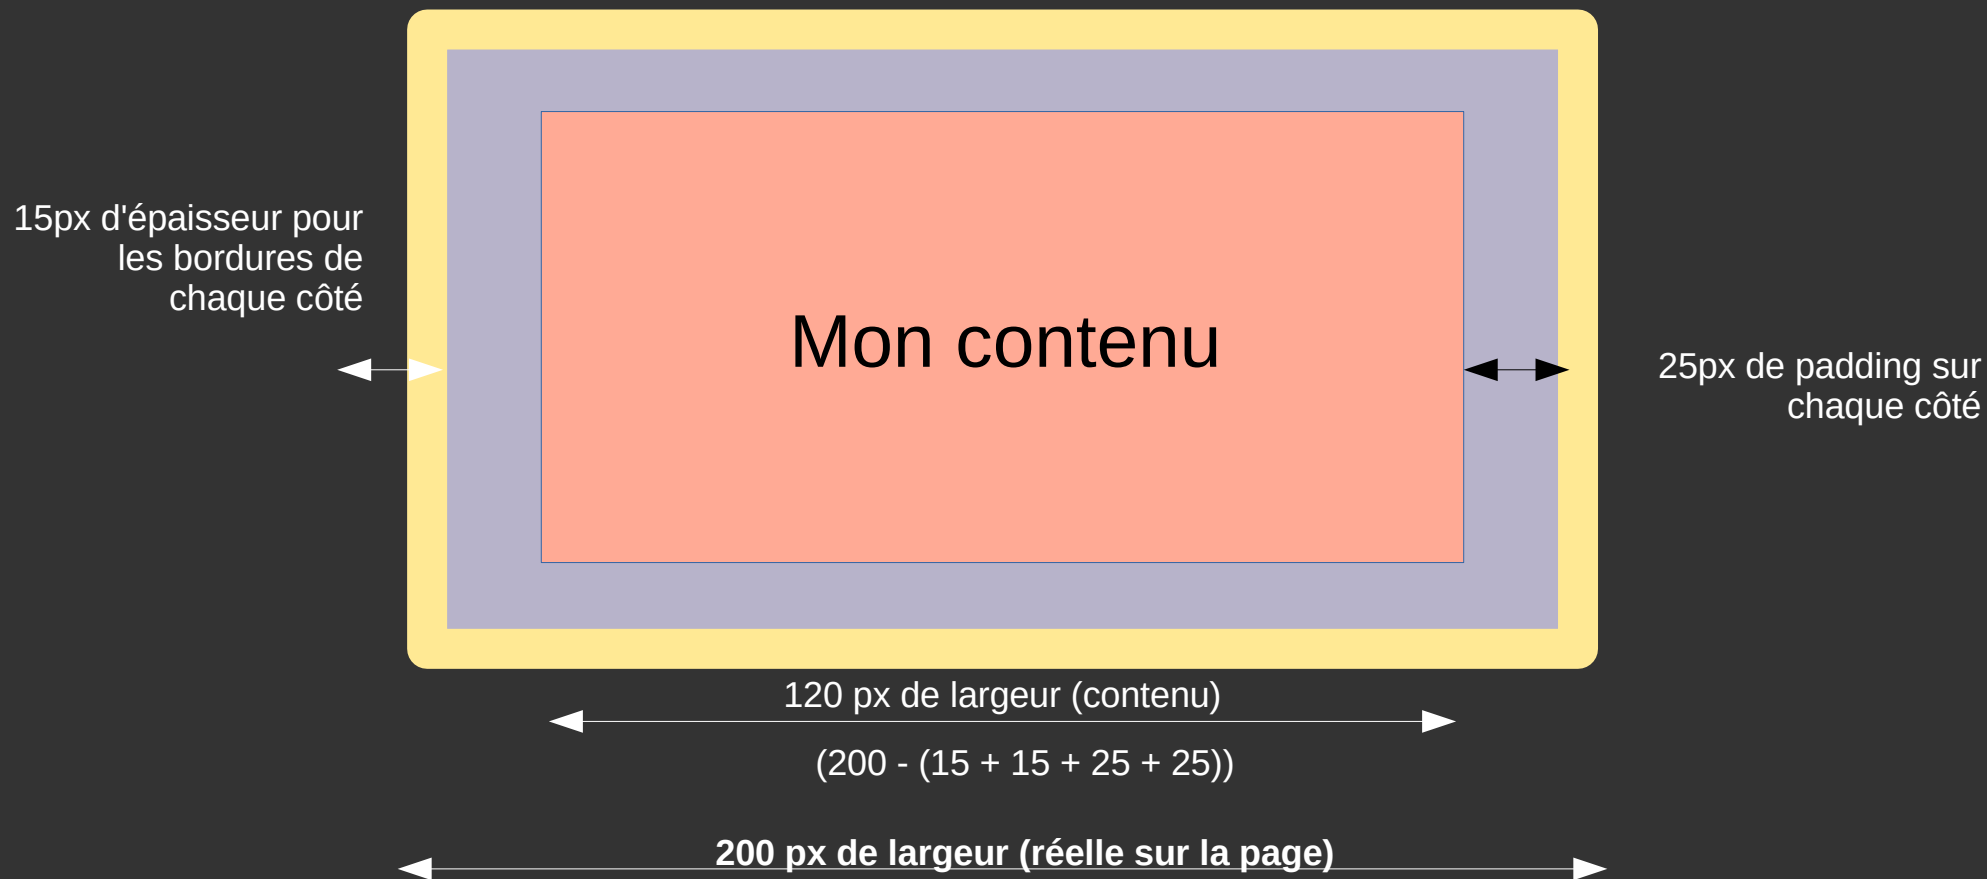 15px d'épaisseur pour
les bordures de
chaque côté
Mon contenu
25px de padding sur
chaque côté
120 px de largeur (contenu)
(200 - (15 + 15 + 25 + 25))
200 px de largeur (réelle sur la page)